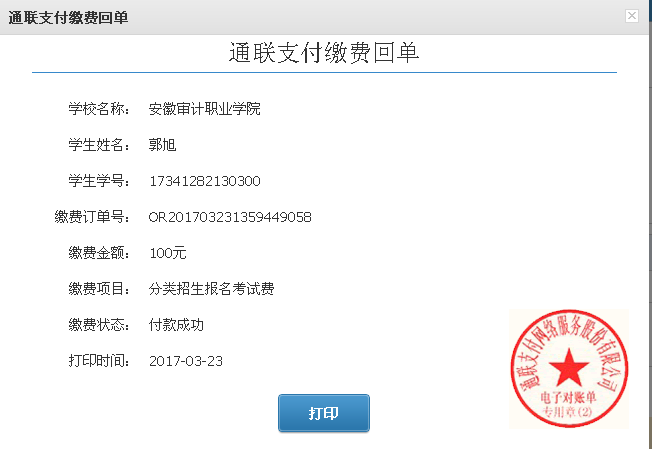 通联支付缴费回单
通联支付缴费回单
学校名称： 安徽审计职业学院
学生姓名： 郭旭
学生学号： 17341282130300
缴费订单号： OR201703231359449058
缴费金额： 100元
缴费项目： 分类招生报名考试费
缴费状态： 付款成功
打印时间： 2017-03-23
通联支付网络服务股份有限公司
电子对账单
专用章(2)
打印